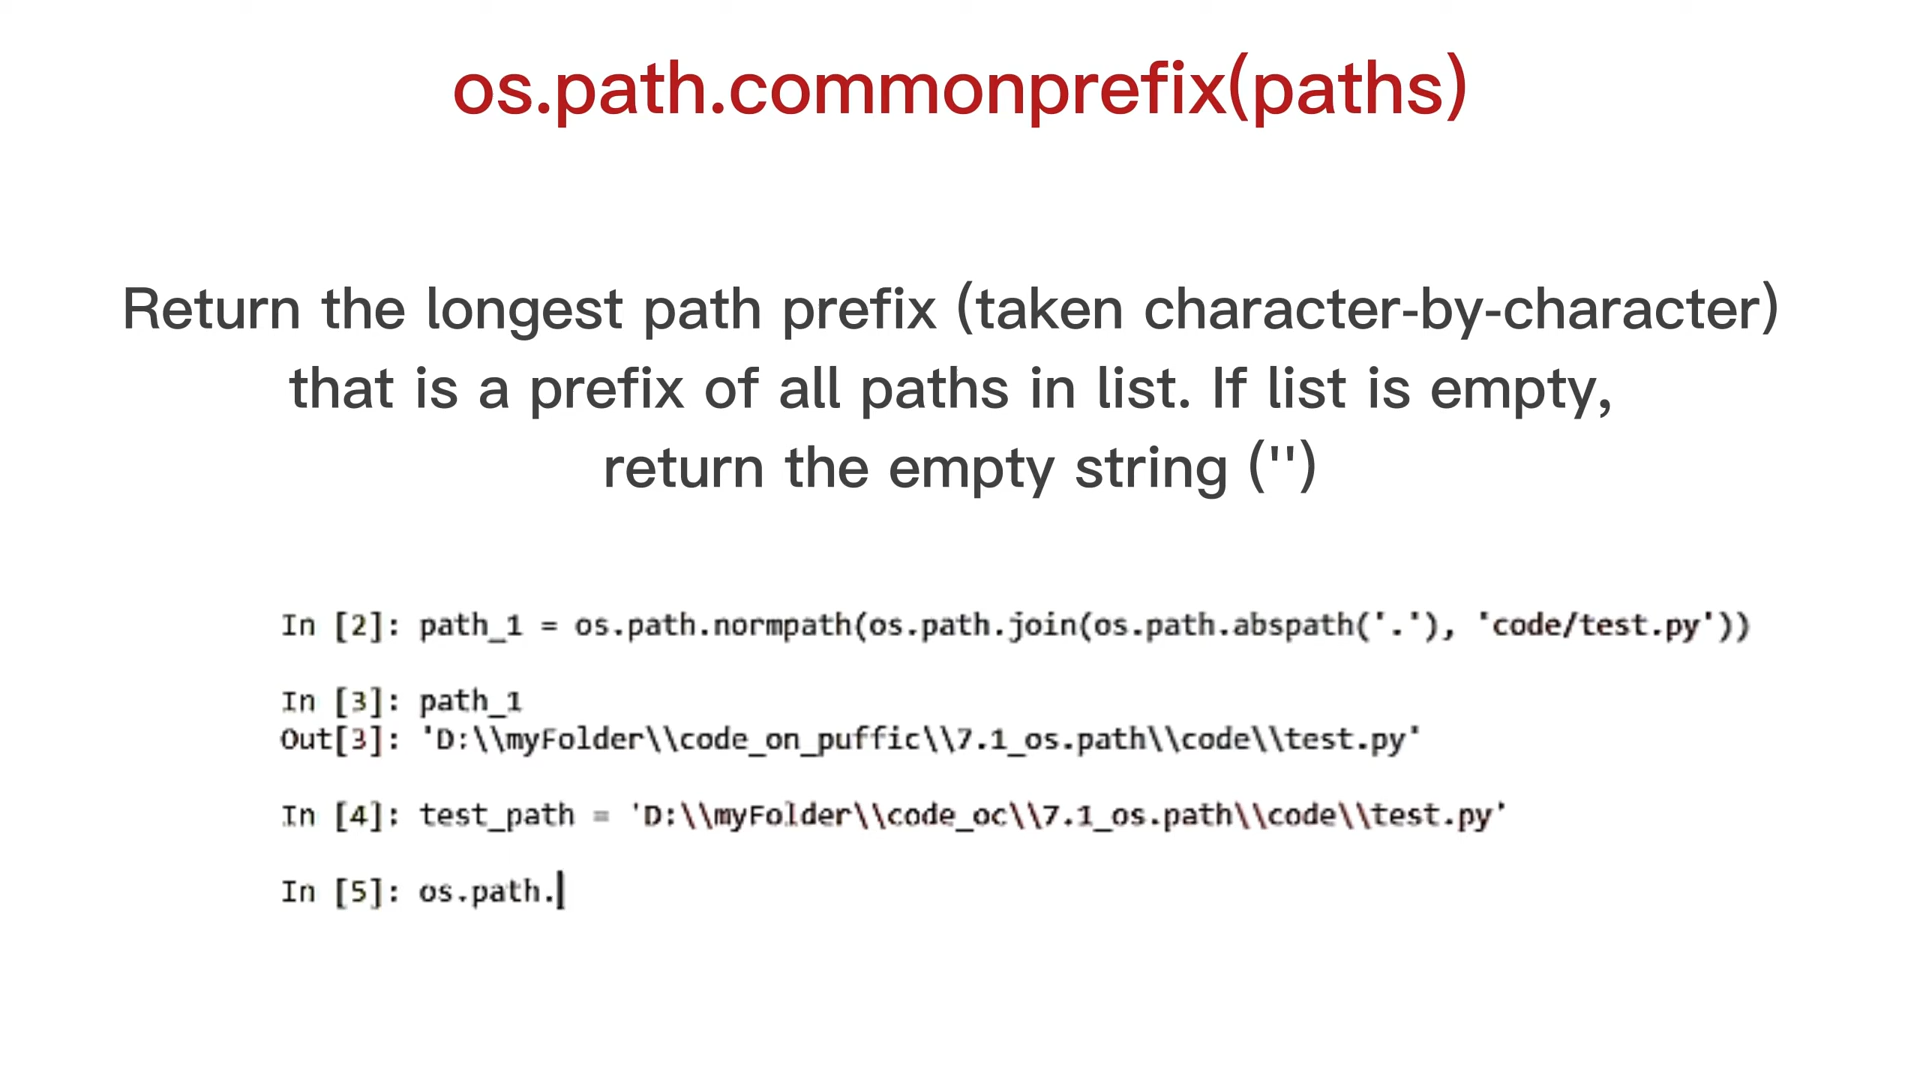 os.path.commonprefix(paths)
Return the longest path prefix (taken character-by-character)
that is a prefix of all paths in list. If list is empty,
return the empty string ('')
In [2]: path_1 = os.path.normpath(os.path.join(os.path.abspath('.'), 'code/test.py'))
In [3]: path_1
Out[3]: 'D:\\myFolder\\code_on_puffic\\7.1_os.path\\code\\test.py'
In [4]: test_path = 'D:\\myFolder\\code_oc\\7.1_os.path\\code\\test.py'
In [5]: os.path.